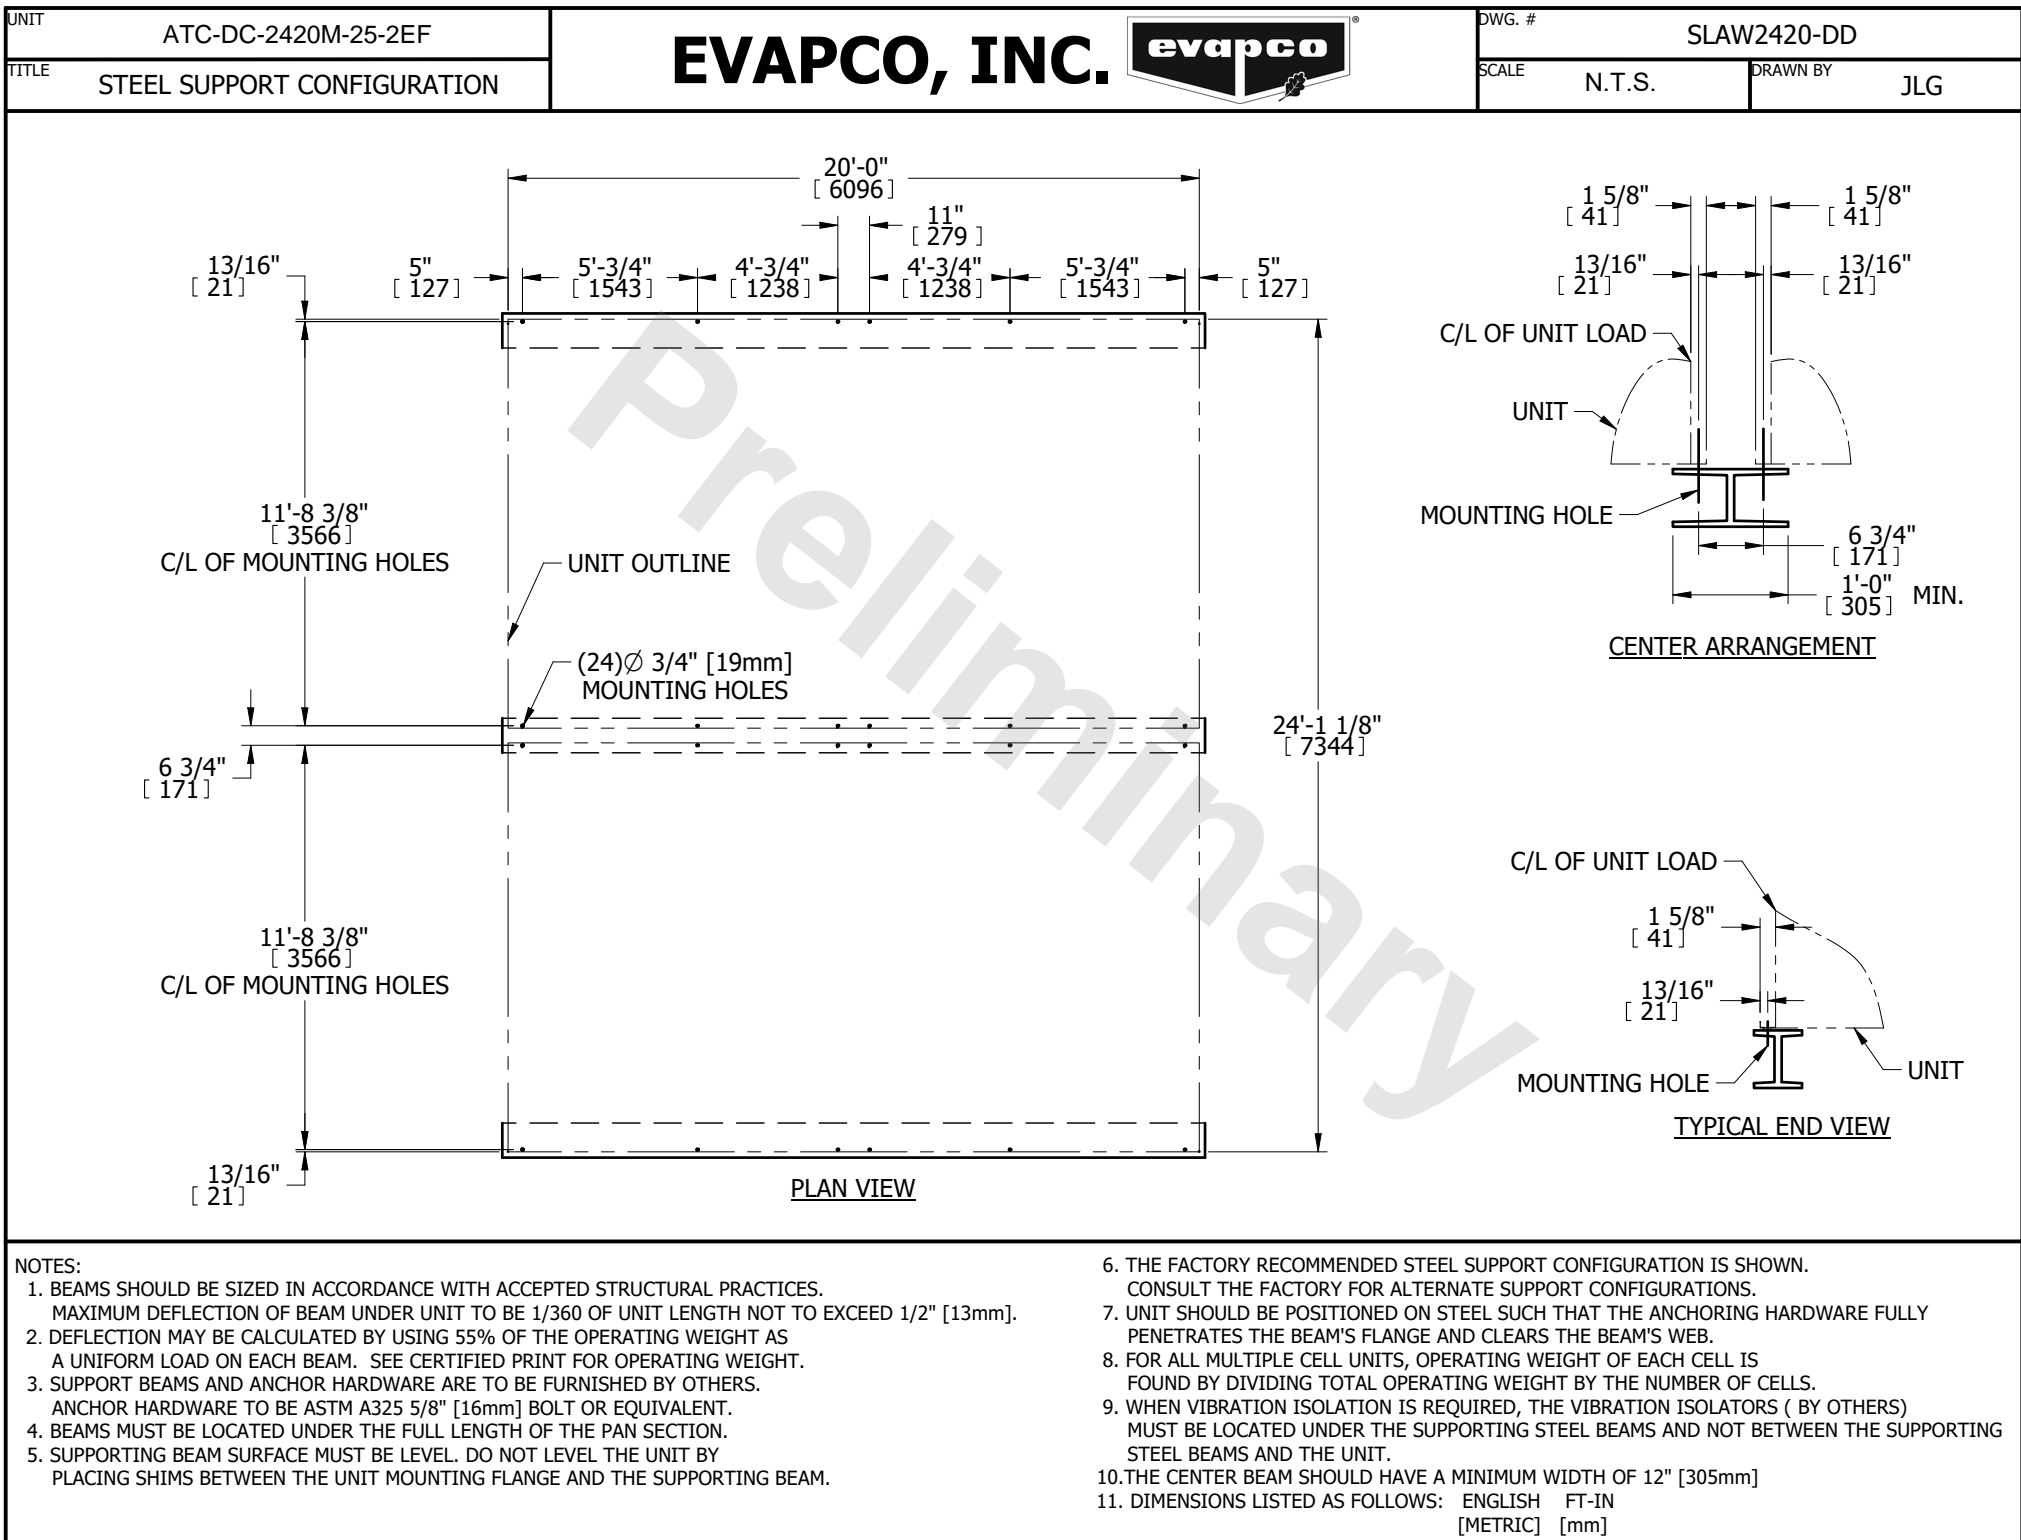 UNIT
ATC-DC-2420M-25-2EF
TITLE
STEEL SUPPORT CONFIGURATION
EVAPCO, INC.
evapco
®
DWG. #
SLAW2420-DD
SCALE
N.T.S.
DRAWN BY
JLG
20'-0"
[ 6096 ]
11"
[ 279 ]
13/16"
[ 21 ]
5"
[ 127 ]
5'-3/4"
[ 1543 ]
4'-3/4"
[ 1238 ]
4'-3/4"
[ 1238 ]
5'-3/4"
[ 1543 ]
5"
[ 127 ]
11'-8 3/8"
[ 3566 ]
C/L OF MOUNTING HOLES
UNIT OUTLINE
(24)Ø 3/4" [19mm]
MOUNTING HOLES
6 3/4"
[ 171 ]
24'-1 1/8"
[ 7344 ]
11'-8 3/8"
[ 3566 ]
C/L OF MOUNTING HOLES
13/16"
[ 21 ]
PLAN VIEW
Preliminary
1 5/8"
[ 41 ]
1 5/8"
[ 41 ]
13/16"
[ 21 ]
13/16"
[ 21 ]
C/L OF UNIT LOAD
UNIT
MOUNTING HOLE
6 3/4"
[ 171 ]
1'-0"
[ 305 ]
MIN.
CENTER ARRANGEMENT
C/L OF UNIT LOAD
1 5/8"
[ 41 ]
13/16"
[ 21 ]
MOUNTING HOLE
UNIT
TYPICAL END VIEW
NOTES:
1. BEAMS SHOULD BE SIZED IN ACCORDANCE WITH ACCEPTED STRUCTURAL PRACTICES.
MAXIMUM DEFLECTION OF BEAM UNDER UNIT TO BE 1/360 OF UNIT LENGTH NOT TO EXCEED 1/2" [13mm].
2. DEFLECTION MAY BE CALCULATED BY USING 55% OF THE OPERATING WEIGHT AS
A UNIFORM LOAD ON EACH BEAM. SEE CERTIFIED PRINT FOR OPERATING WEIGHT.
3. SUPPORT BEAMS AND ANCHOR HARDWARE ARE TO BE FURNISHED BY OTHERS.
ANCHOR HARDWARE TO BE ASTM A325 5/8" [16mm] BOLT OR EQUIVALENT.
4. BEAMS MUST BE LOCATED UNDER THE FULL LENGTH OF THE PAN SECTION.
5. SUPPORTING BEAM SURFACE MUST BE LEVEL. DO NOT LEVEL THE UNIT BY
PLACING SHIMS BETWEEN THE UNIT MOUNTING FLANGE AND THE SUPPORTING BEAM.
6. THE FACTORY RECOMMENDED STEEL SUPPORT CONFIGURATION IS SHOWN.
CONSULT THE FACTORY FOR ALTERNATE SUPPORT CONFIGURATIONS.
7. UNIT SHOULD BE POSITIONED ON STEEL SUCH THAT THE ANCHORING HARDWARE FULLY
PENETRATES THE BEAM'S FLANGE AND CLEARS THE BEAM'S WEB.
8. FOR ALL MULTIPLE CELL UNITS, OPERATING WEIGHT OF EACH CELL IS
FOUND BY DIVIDING TOTAL OPERATING WEIGHT BY THE NUMBER OF CELLS.
9. WHEN VIBRATION ISOLATION IS REQUIRED, THE VIBRATION ISOLATORS ( BY OTHERS)
MUST BE LOCATED UNDER THE SUPPORTING STEEL BEAMS AND NOT BETWEEN THE SUPPORTING
STEEL BEAMS AND THE UNIT.
10.THE CENTER BEAM SHOULD HAVE A MINIMUM WIDTH OF 12" [305mm]
11. DIMENSIONS LISTED AS FOLLOWS: ENGLISH FT-IN
[METRIC] [mm]